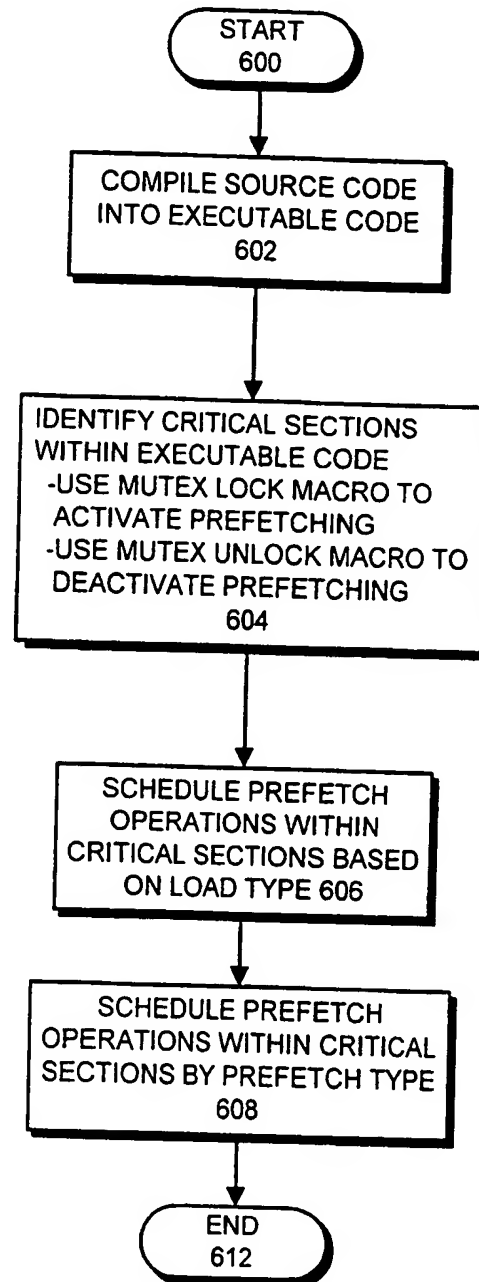 START
600
COMPILE SOURCE CODE
INTO EXECUTABLE CODE
602
IDENTIFY CRITICAL SECTIONS
WITHIN EXECUTABLE CODE
-USE MUTEX LOCK MACRO TO
ACTIVATE PREFETCHING
-USE MUTEX UNLOCK MACRO TO
DEACTIVATE PREFETCHING
604
SCHEDULE PREFETCH
OPERATIONS WITHIN
CRITICAL SECTIONS BASED
ON LOAD TYPE 606
SCHEDULE PREFETCH
OPERATIONS WITHIN CRITICAL
SECTIONS BY PREFETCH TYPE
608
END
612